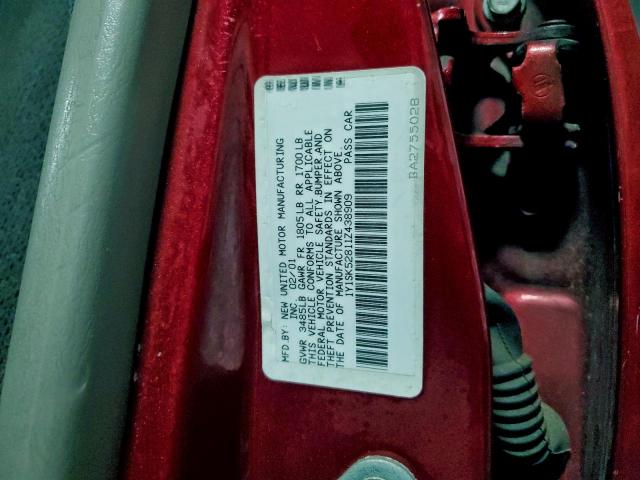 MFD BY: NEW UNITED MOTOR MANUFACTURING
INC. 02/01
GVWR 3485LB GAWR FR 1805LB RR 1700LB
THIS VEHICLE CONFORMS TO ALL APPLICABLE
FEDERAL MOTOR VEHICLE SAFETY,BUMPER,AND
THEFT PREVENTION STANDARDS IN EFFECT ON
THE DATE OF MANUFACTURE SHOWN ABOVE.
1Y1SK52811Z438909 PASS CAR
BA2755028